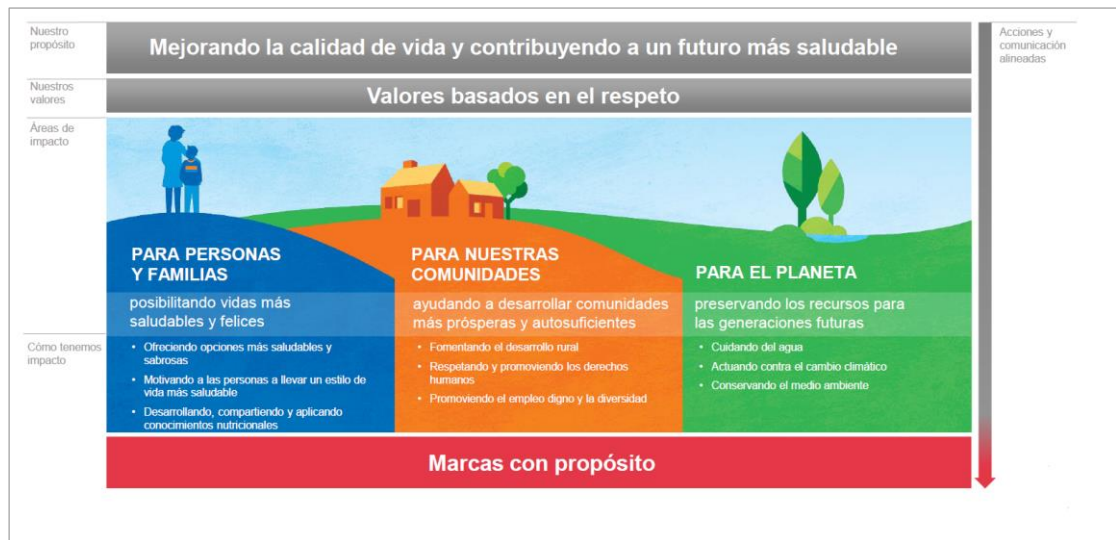 Nuestro
propósito
Mejorando la calidad de vida y contribuyendo a un futuro más saludable
Acciones y
comunicación
alineadas
Nuestros
valores
Valores basados en el respeto
Áreas de
impacto
PARA PERSONAS
Y FAMILIAS
posibilitando vidas más
saludables y felices
PARA NUESTRAS
COMUNIDADES
ayudando a desarrollar comunidades
más prósperas y autosuficientes
PARA EL PLANETA
preservando los recursos para
las generaciones futuras
Cómo tenemos
impacto
• Ofreciendo opciones más saludables y
sabrosas
• Motivando a las personas a llevar un estilo de
vida más saludable
• Desarrollando, compartiendo y aplicando
conocimientos nutricionales
• Fomentando el desarrollo rural
• Respetando y promoviendo los derechos
humanos
• Promoviendo el empleo digno y la diversidad
• Cuidando del agua
• Actuando contra el cambio climático
• Conservando el medio ambiente
Marcas con propósito